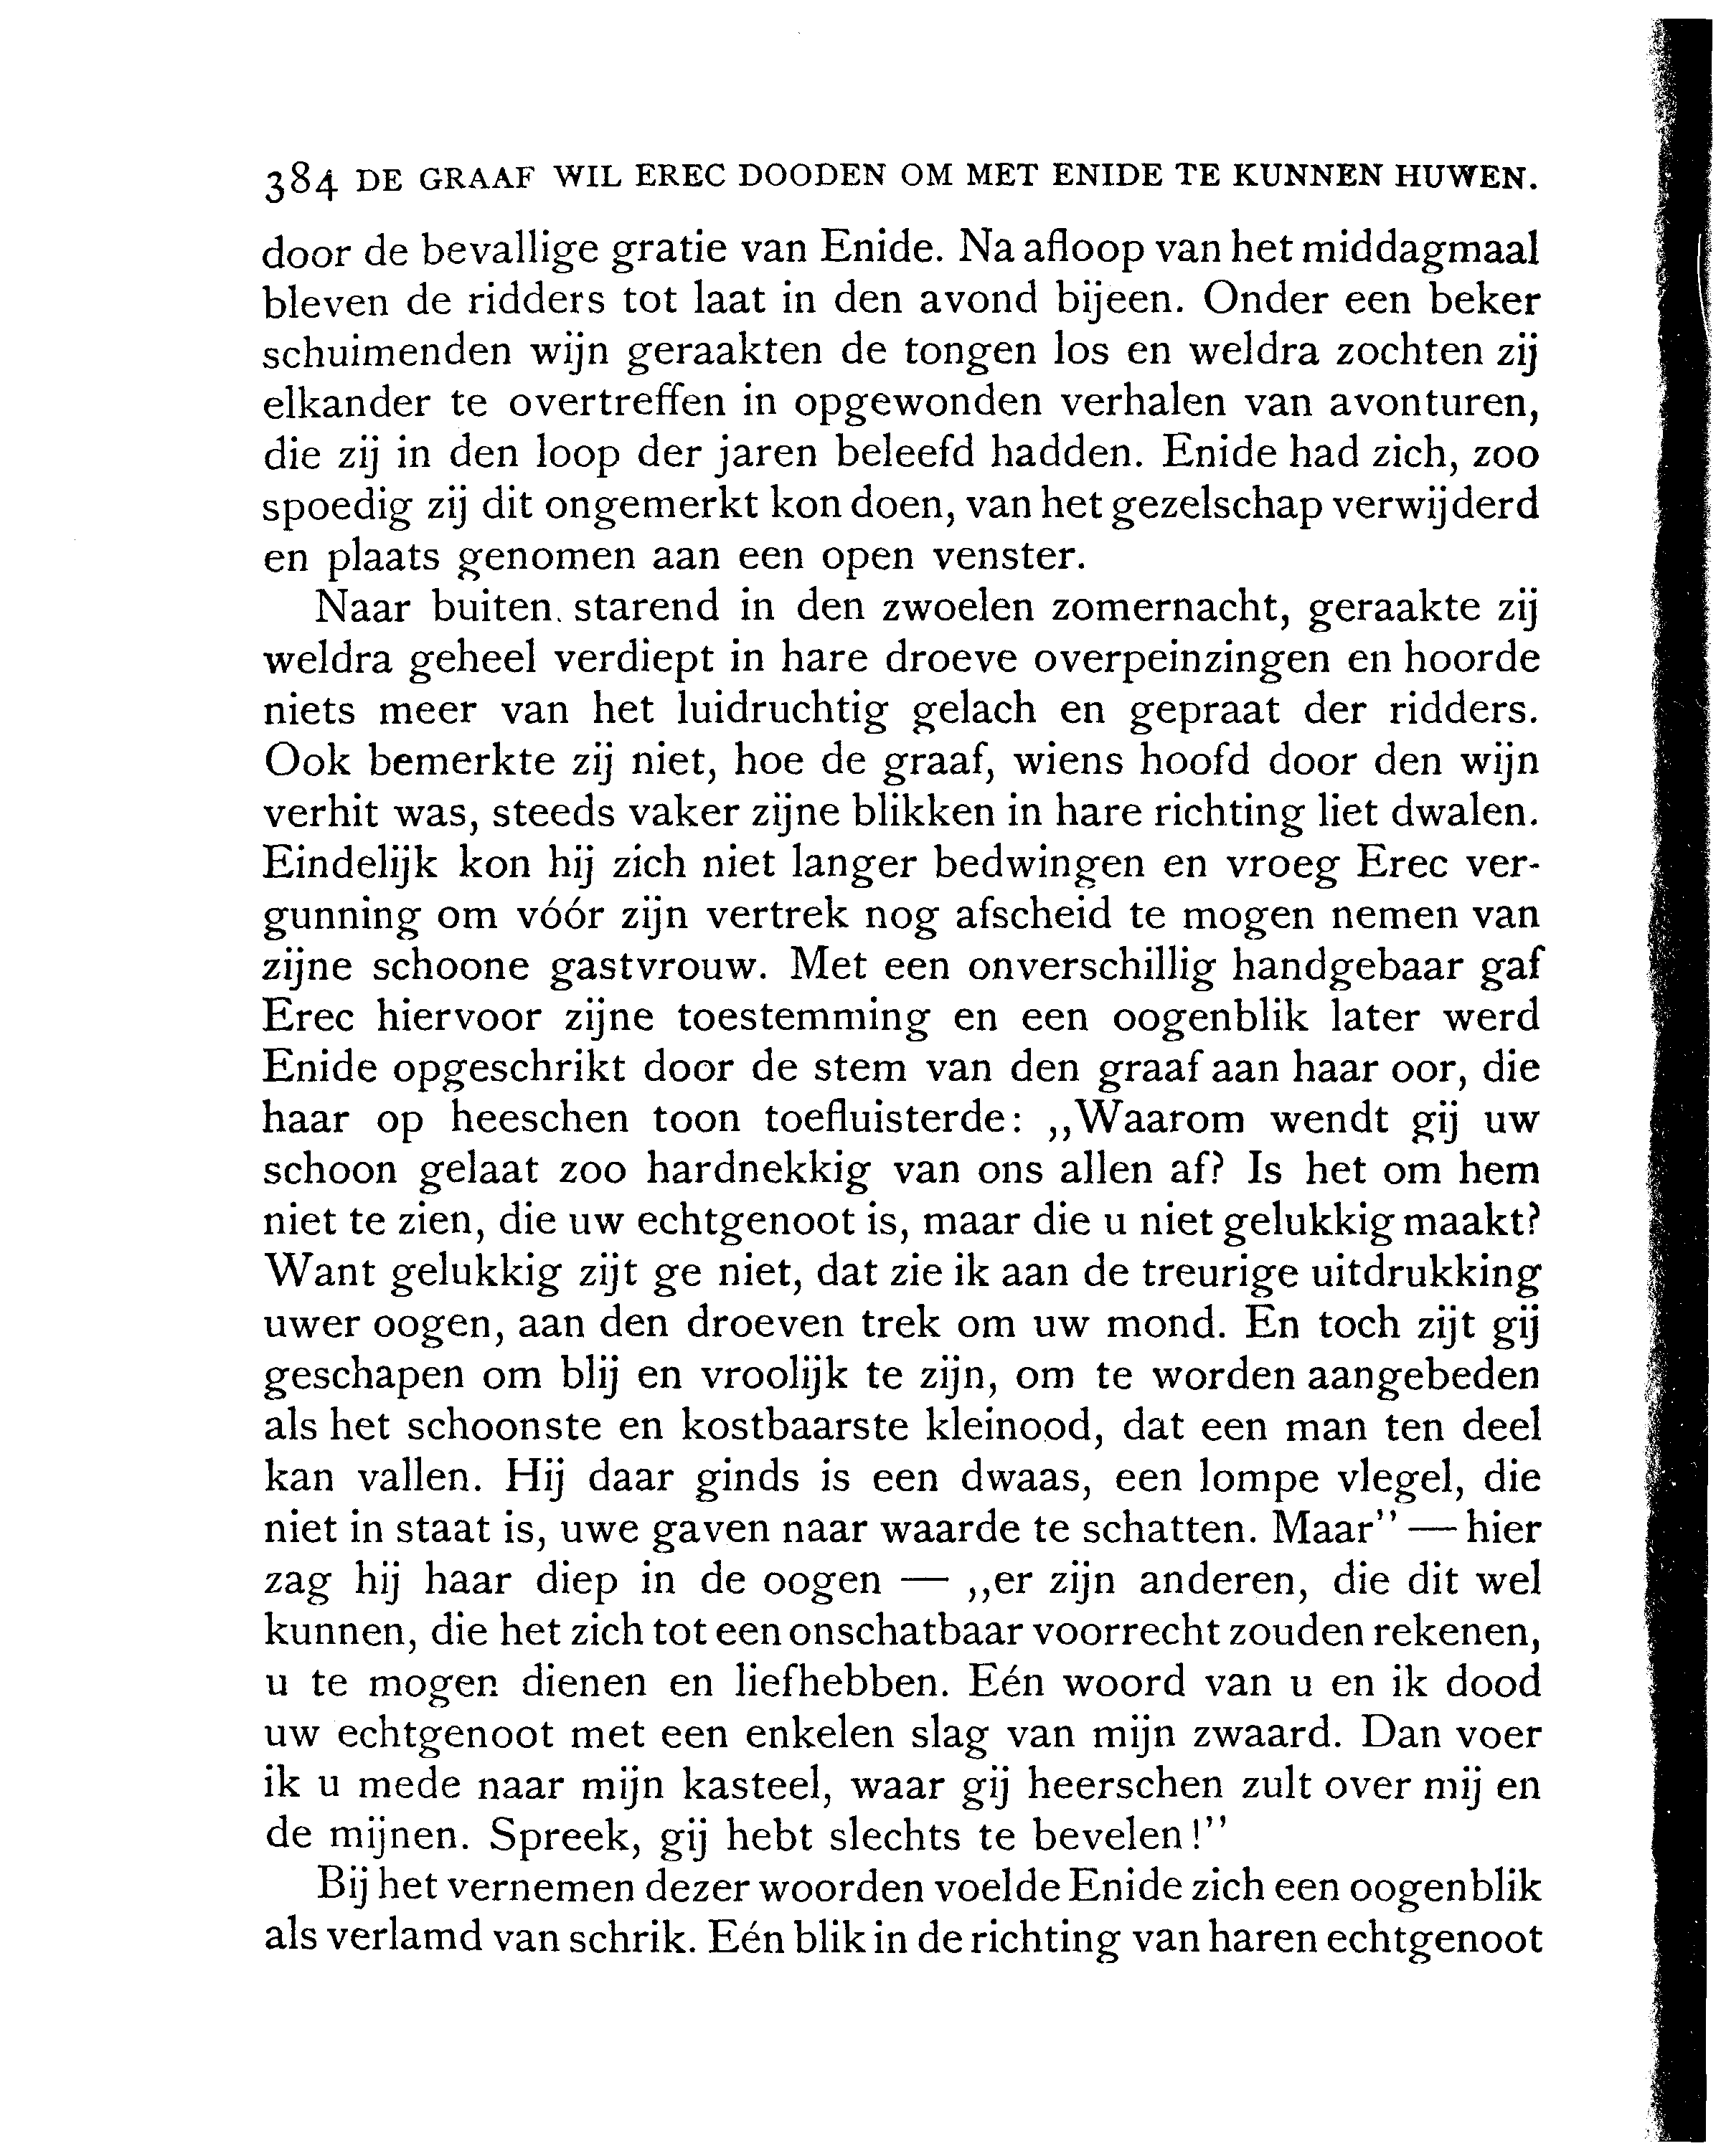 384 DE GRAAF WIL EREC DOODEN OM MET ENIDE TE KUNNEN HUWEN.
door de bevallige gratie van Enide. Na afloop van het middagmaal
bleven de ridders tot laat in den avond bijeen. Onder een beker
schuimenden wijn geraakten de tongen los en weldra zochten zij
elkander te overtreffen in opgewonden verhalen van avonturen,
die zij in den loop der jaren beleefd hadden. Enide had zich, zoo
spoedig zij dit ongemerkt kon doen, van het gezelschap verwijderd
en plaats genomen aan een open venster.
Naar buiten starend in den zwoelen zomernacht, geraakte zij
weldra geheel verdiept in hare droeve overpeinzingen en hoorde
niets meer van het luidruchtig gelach en gepraat der ridders.
Ook bemerkte zij niet, hoe de graaf, wiens hoofd door den wijn
verhit was, steeds vaker zijne blikken in hare richting liet dwalen.
Eindelijk kon hij zich niet langer bedwingen en vroeg Erec ver-
gunning om vóór zijn vertrek nog afscheid te mogen nemen van
zijne schoone gastvrouw. Met een onverschillig handgebaar gaf
Erec hiervoor zijne toestemming en een oogenblik later werd
Enide opgeschrikt door de stem van den graaf aan haar oor, die
haar op heeschen toon toefluisterde: ,,Waarom wendt gij uw
schoon gelaat zoo hardnekkig van ons allen af? Is het om hem
niet te zien, die uw echtgenoot is, maar die u niet gelukkig maakt?
Want gelukkig zijt ge niet, dat zie ik aan de treurige uitdrukking
uwer oogen, aan den droeven trek om uw mond. En toch zijt gij
geschapen om blij en vroolijk te zijn, om te worden aangebeden
als het schoonste en kostbaarste kleinood, dat een man ten deel
kan vallen. Hij daar ginds is een dwaas, een lompe vlegel, die
niet in staat is, uwe gaven naar waarde te schatten. Maar" — hier
zag hij haar diep in de oogen — ,,er zijn anderen, die dit wel
kunnen, die het zich tot een onschatbaar voorrecht zouden rekenen,
u te mogen dienen en liefhebben. Eén woord van u en ik dood
uw echtgenoot met een enkelen slag van mijn zwaard. Dan voer
ik u mede naar mijn kasteel, waar gij heerschen zult over mij en
de mijnen. Spreek, gij hebt slechts te bevelen!"
Bij het vernemen dezer woorden voelde Enide zich een oogenblik
als verlamd van schrik. Eén blik in de richting van haren echtgenoot